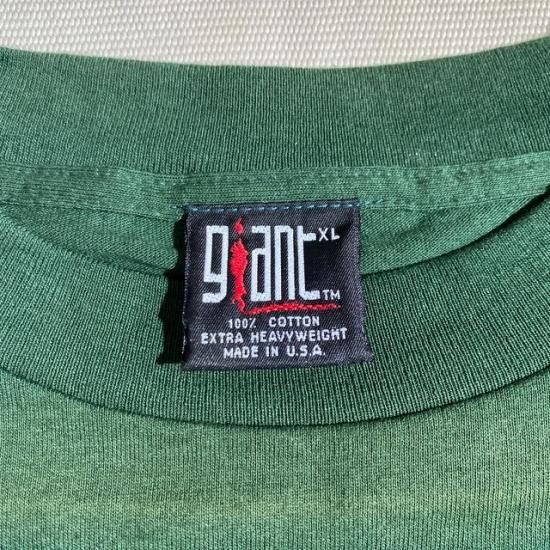 giant XL
TM
100% COTTON
EXTRA HEAVYWEIGHT
MADE IN U.S.A.